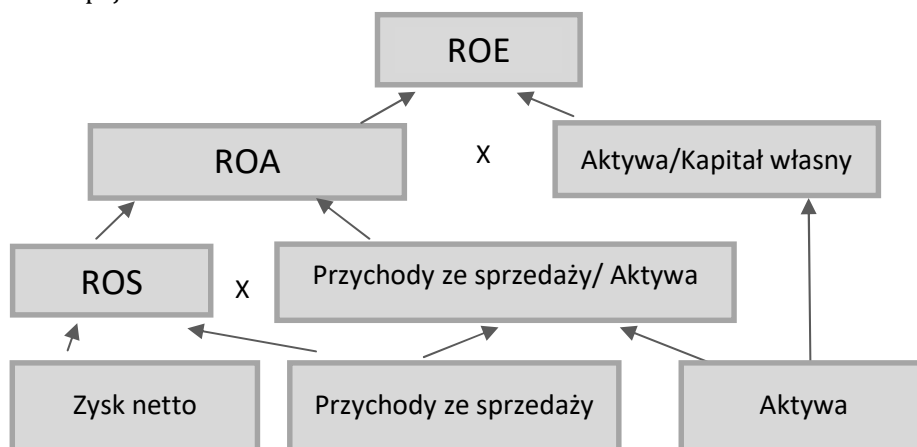 ROE
ROA
X
Aktywa/Kapitał własny
ROS
X
Przychody ze sprzedaży/ Aktywa
Zysk netto
Przychody ze sprzedaży
Aktywa